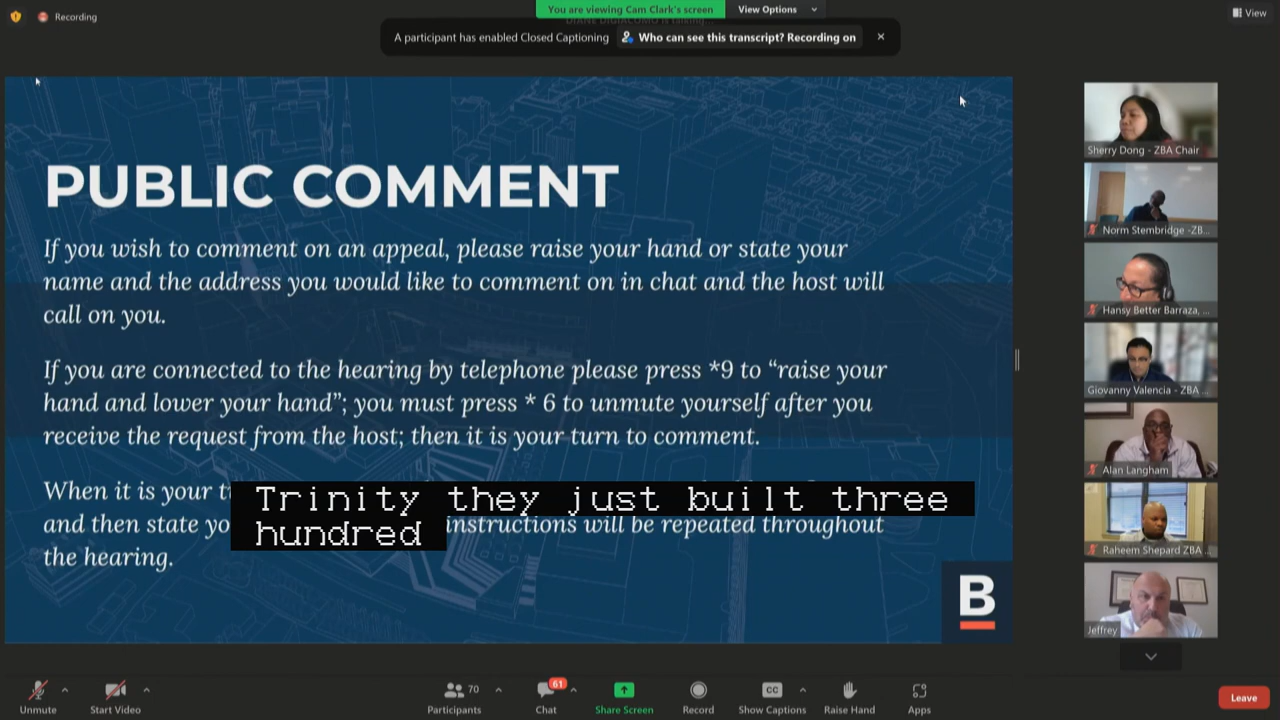 Recording
You are viewing Cam Clark's screen
View Options
View
DIANE DIGIACOMO is talking...
A participant has enabled Closed Captioning
Who can see this transcript? Recording on
PUBLIC COMMENT
If you wish to comment on an appeal, please raise your hand or state your
name and the address you would like to comment on in chat and the host will
call on you.
If you are connected to the hearing by telephone please press *9 to “raise your
hand and lower your hand”; you must press * 6 to unmute yourself after you
receive the request from the host; then it is your turn to comment.
When it is your
Trinity they just built three
and then state
hundred
instructions will be repeated throughout
the hearing.
B
Sherry Dong - ZBA Chair
Norm Stembridge -ZB...
Hansy Better Barraza, ...
Giovanny Valencia - ZBA ...
Alan Langham
Raheem Shepard ZBA ...
Jeffrey
Unmute
Start Video
70
Participants
61
Chat
Share Screen
Record
CC
Show Captions
Raise Hand
Apps
Leave